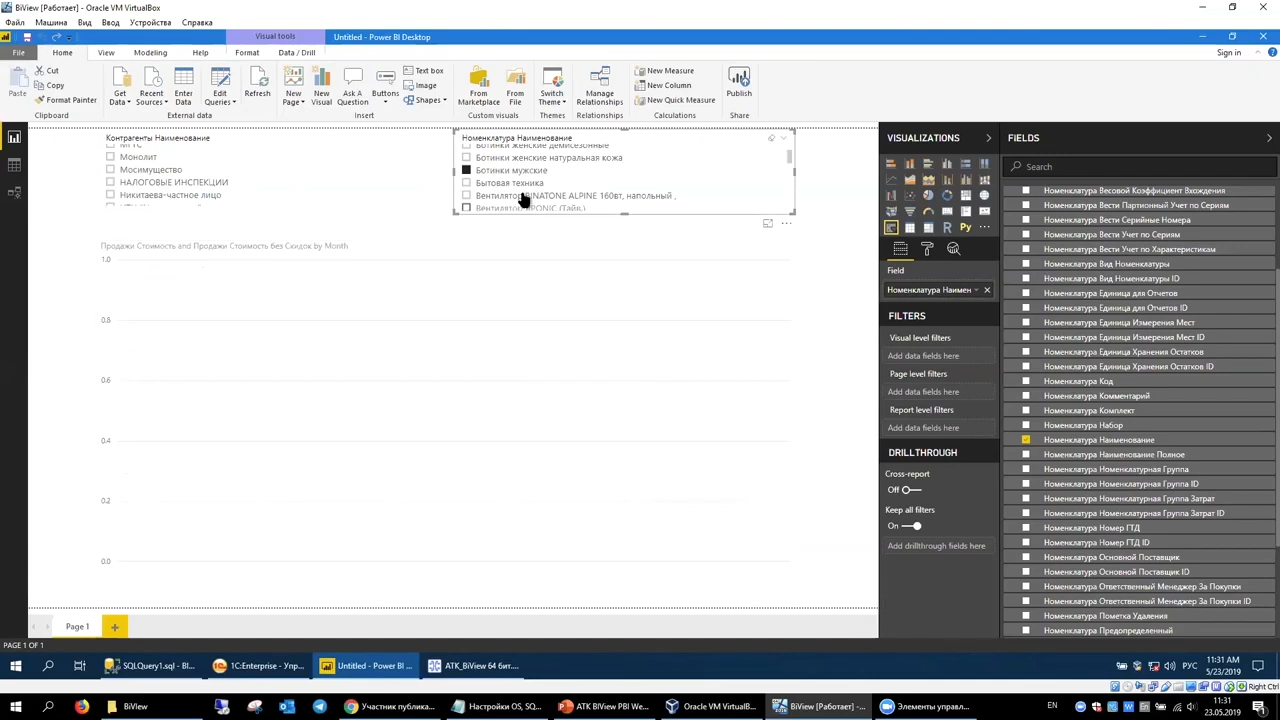 BiView [Работает] - Oracle VM VirtualBox
Файл Машина Вид Ввод Устройства Справка
Visual tools
Untitled - Power BI Desktop
File Home View Modeling Help Format Data / Drill
Sign in
Paste
Cut
Copy
Format Painter
Clipboard
Get Data
Recent Sources
Enter Data
Edit Queries
Refresh
External data
New Page
New Visual
Ask A Question
Buttons
Text box
Image
Shapes
Insert
From Marketplace
From File
Custom visuals
Switch Theme
Themes
Manage Relationships
Relationships
New Measure
New Column
New Quick Measure
Calculations
Publish
Share
Контрагенты Наименование
МГТС
Монолит
Мосимущество
НАЛОГОВЫЕ ИНСПЕКЦИИ
Никитаева-частное лицо
Номенклатура Наименование
Ботинки женские демисезонные
Ботинки женские натуральная кожа
Ботинки мужские
Бытовая техника
BINATONE ALPINE 160вт, напольный ,
Продажи Стоимость and Продажи Стоимость без Скидок by Month
1.0
0.8
0.6
0.4
0.2
0.0
VISUALIZATIONS
R Py ...
Field
Номенклатура Наимен
FILTERS
Visual level filters
Add data fields here
Page level filters
Add data fields here
Report level filters
Add data fields here
DRILLTHROUGH
Cross-report
Off
Keep all filters
On
Add drillthrough fields here
FIELDS
Search
Номенклатура Весовой Коэффициент Вхождения
Номенклатура Вести Партионный Учет по Сериям
Номенклатура Вести Серийные Номера
Номенклатура Вести Учет по Сериям
Номенклатура Вести Учет по Характеристикам
Номенклатура Вид Номенклатуры
Номенклатура Вид Номенклатуры ID
Номенклатура Единица для Отчетов
Номенклатура Единица для Отчетов ID
Номенклатура Единица Измерения Мест
Номенклатура Единица Измерения Мест ID
Номенклатура Единица Хранения Остатков
Номенклатура Единица Хранения Остатков ID
Номенклатура Код
Номенклатура Комментарий
Номенклатура Комплект
Номенклатура Набор
Номенклатура Наименование
Номенклатура Наименование Полное
Номенклатура Номенклатурная Группа
Номенклатура Номенклатурная Группа ID
Номенклатура Номенклатурная Группа Затрат
Номенклатура Номенклатурная Группа Затрат ID
Номенклатура Номер ГТД
Номенклатура Номер ГТД ID
Номенклатура Основной Поставщик
Номенклатура Основной Поставщик ID
Номенклатура Ответственный Менеджер За Покупки
Номенклатура Ответственный Менеджер За Покупки ID
Номенклатура Пометка Удаления
Номенклатура Предопределенный
Page 1
PAGE 1 OF 1
SQLQuery1.sql - BI...
1C:Enterprise - Упр...
Untitled - Power BI ...
ATK_BiView 64 бит....
РУС
11:31 AM
5/23/2019
Right Ctrl
BiView
Участник публика...
Настройки OS, SQ...
ATK BIView PBI We...
Oracle VM VirtualB...
BiView [Работает] -...
Элементы управл...
EN
11:31
23.05.2019